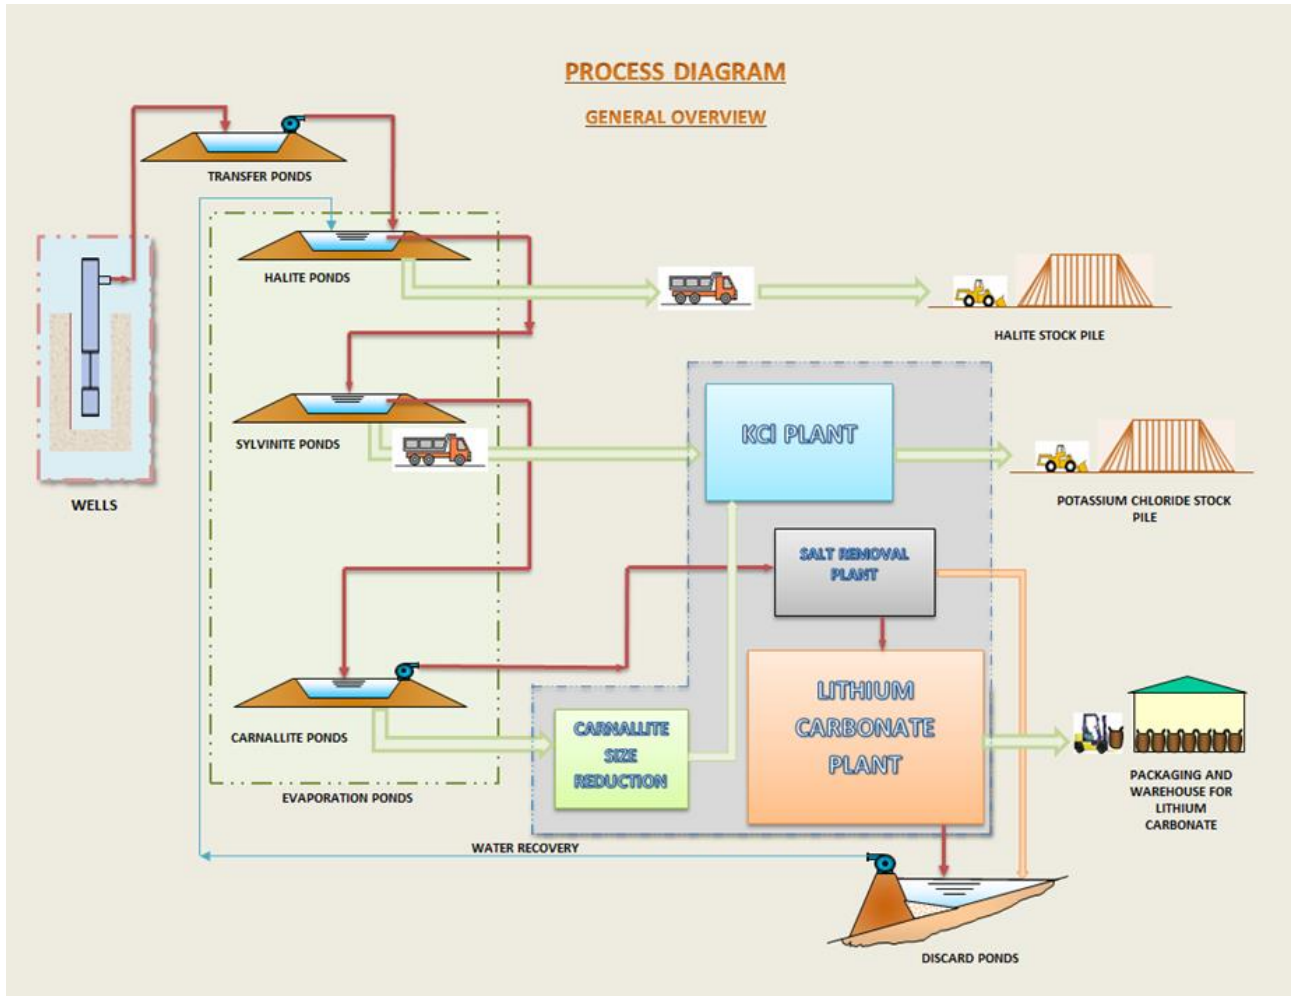 PROCESS DIAGRAM
GENERAL OVERVIEW
TRANSFER PONDS
HALITE PONDS
HALITE STOCK PILE
KCl PLANT
SYLVINITE PONDS
WELLS
POTASSIUM CHLORIDE STOCK
PILE
SALT REMOVAL
PLANT
LITHIUM
CARBONATE
PLANT
CARNALLITE PONDS
CARNALLITE
SIZE
REDUCTION
EVAPORATION PONDS
PACKAGING AND
WAREHOUSE FOR
LITHIUM
CARBONATE
WATER RECOVERY
DISCARD PONDS